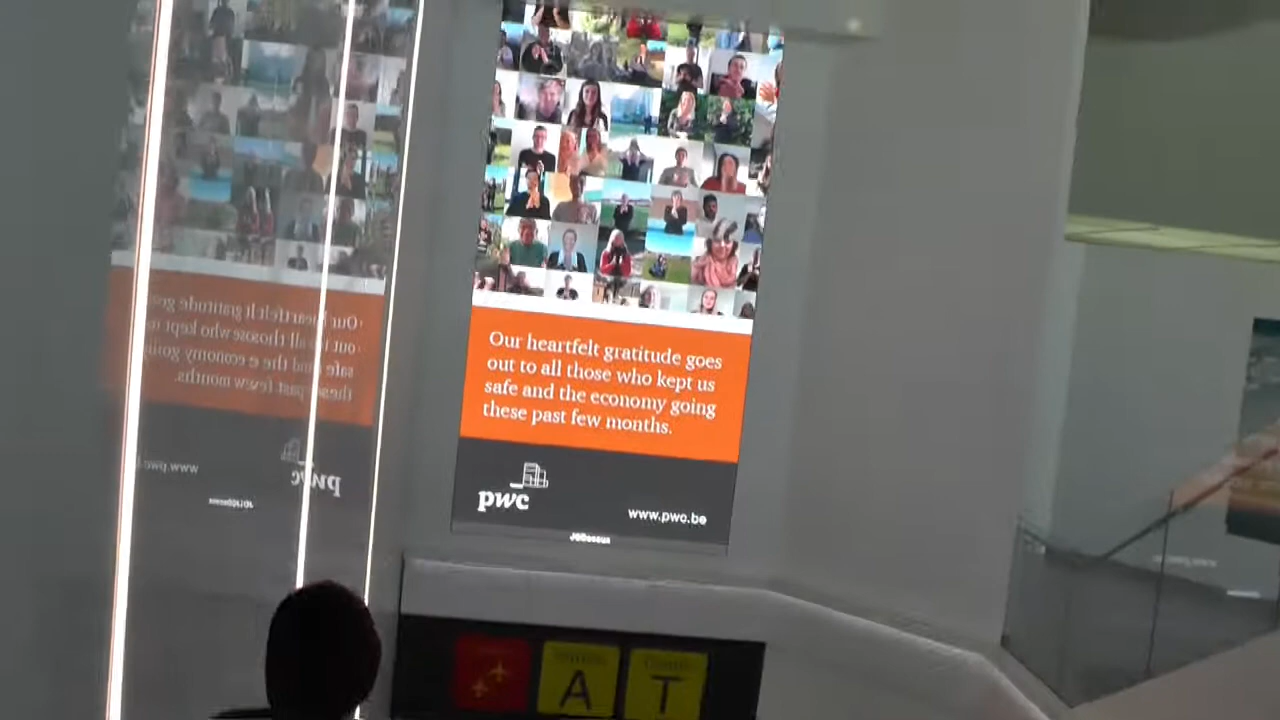 Our heartfelt gratitude goes
out to all those who kept us
safe and the economy going
these past few months.
pwc
www.pwc.be
JCDecaux
A
T